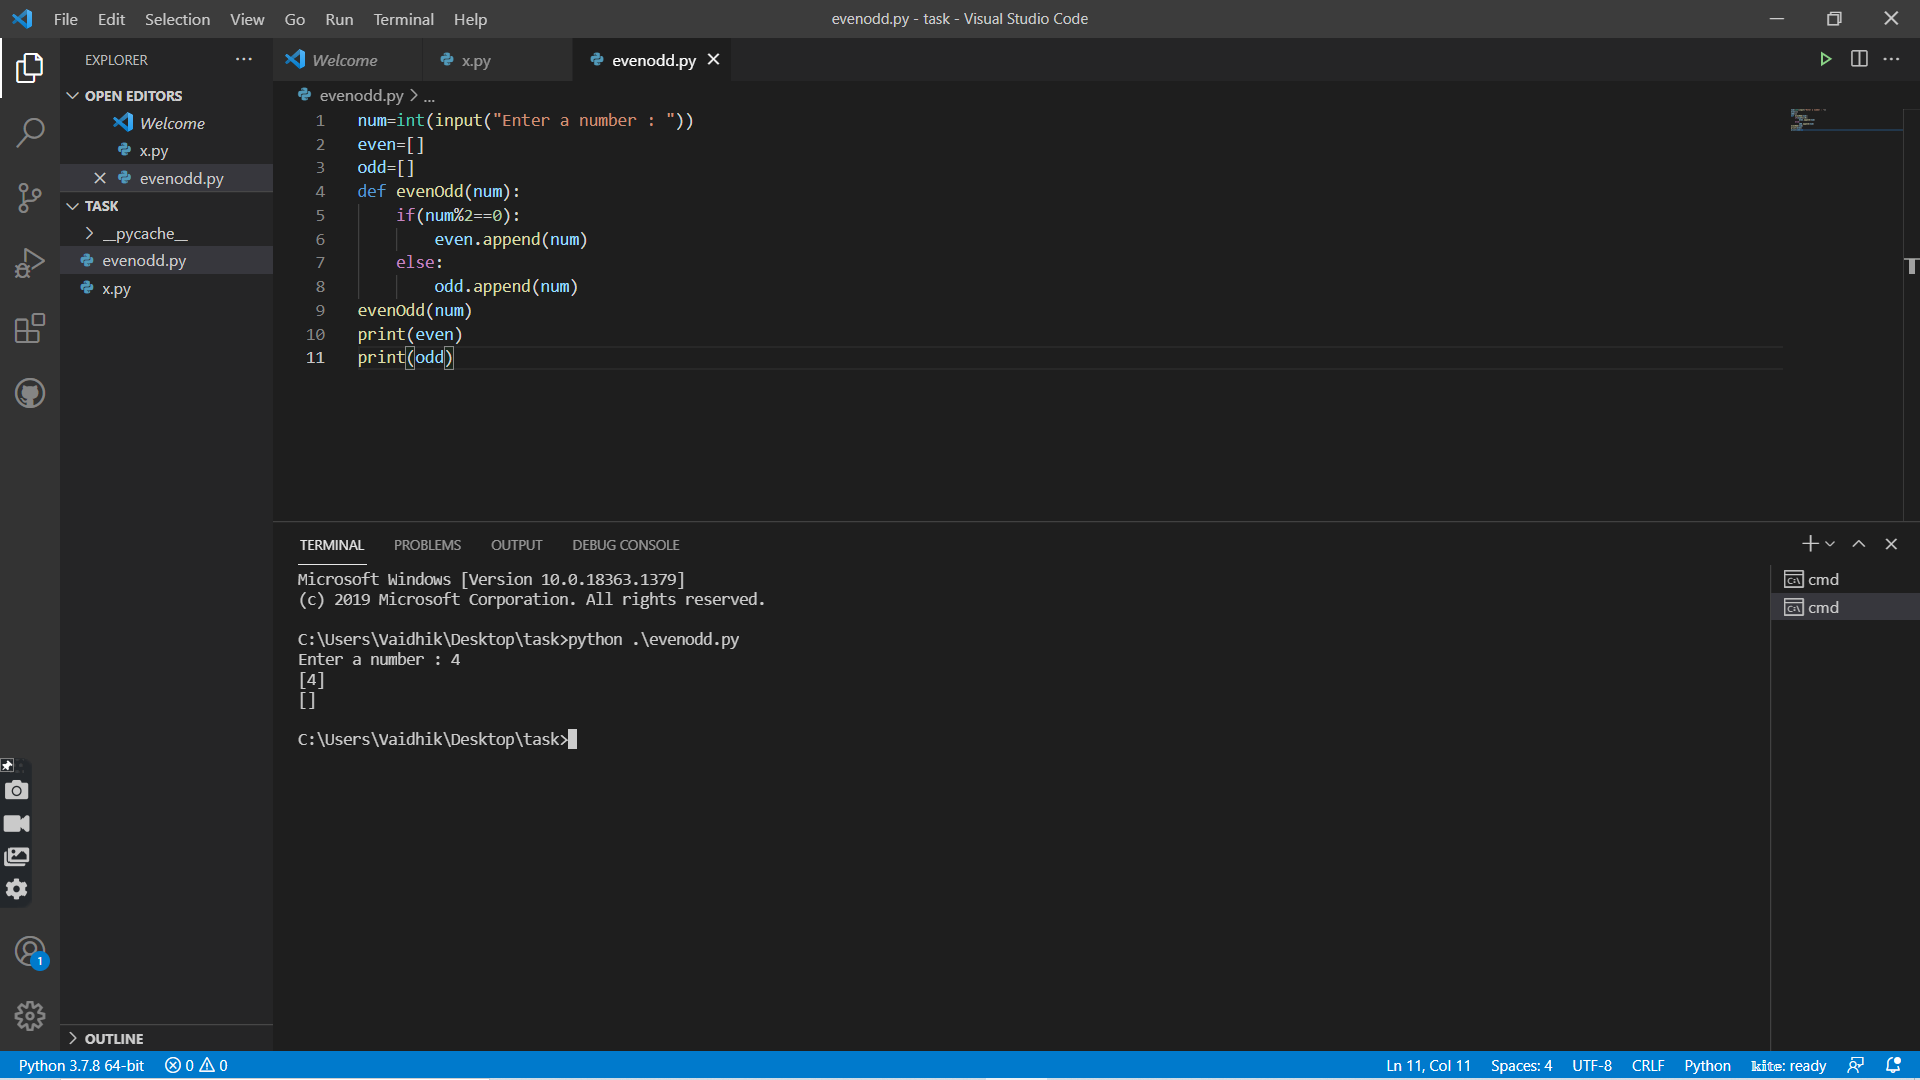 File Edit Selection View Go Run Terminal Help
evenodd.py - task - Visual Studio Code
EXPLORER
Welcome
x.py
evenodd.py
OPEN EDITORS
Welcome
x.py
evenodd.py
TASK
__pycache__
evenodd.py
x.py
OUTLINE
evenodd.py > ...
1 num=int(input("Enter a number : "))
2 even=[]
3 odd=[]
4 def evenOdd(num):
5 if(num%2==0):
6 even.append(num)
7 else:
8 odd.append(num)
9 evenOdd(num)
10 print(even)
11 print(odd)
TERMINAL PROBLEMS OUTPUT DEBUG CONSOLE
Microsoft Windows [Version 10.0.18363.1379]
(c) 2019 Microsoft Corporation. All rights reserved.
C:\Users\Vaidhik\Desktop\task>python .\evenodd.py
Enter a number : 4
[4]
[]
C:\Users\Vaidhik\Desktop\task>
cmd
cmd
1
Python 3.7.8 64-bit 0 0
Ln 11, Col 11 Spaces: 4 UTF-8 CRLF Python kite: ready